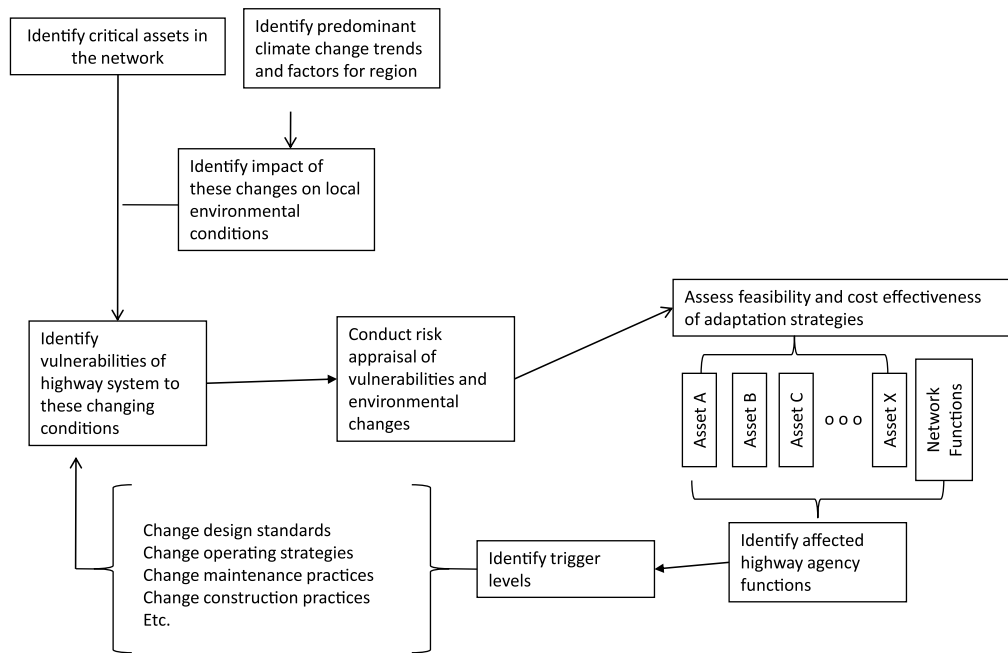 Identify critical assets in
the network
Identify predominant
climate change trends
and factors for region
Identify impact of
these changes on local
environmental
conditions
Identify
vulnerabilities of
highway system to
these changing
conditions
Conduct risk
appraisal of
vulnerabilities and
environmental
changes
Assess feasibility and cost effectiveness
of adaptation strategies
Asset A
Asset B
Asset C
o o o
Asset X
Network
Functions
Identify affected
highway agency
functions
Identify trigger
levels
Change design standards
Change operating strategies
Change maintenance practices
Change construction practices
Etc.